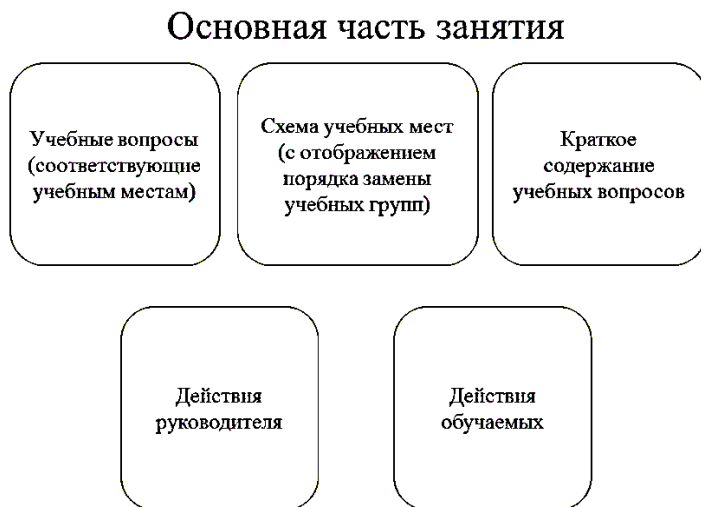 Основная часть занятия
Учебные вопросы
(соответствующие
учебным местам)
Схема учебных мест
(с отображением
порядка замены
учебных групп)
Краткое
содержание
учебных вопросов
Действия
руководителя
Действия
обучаемых